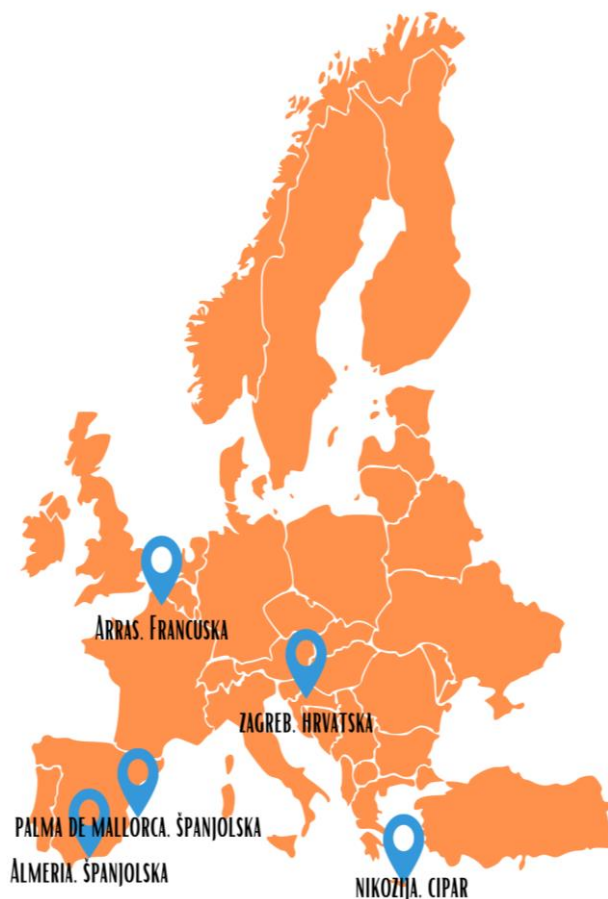 ARRAS. FRANCUSKA
ZAGREB. HRVATSKA
PALMA DE MALLORCA. ŠPANJOLSKA
ALMERIA. ŠPANJOLSKA
NIKOZIJA. CIPAR